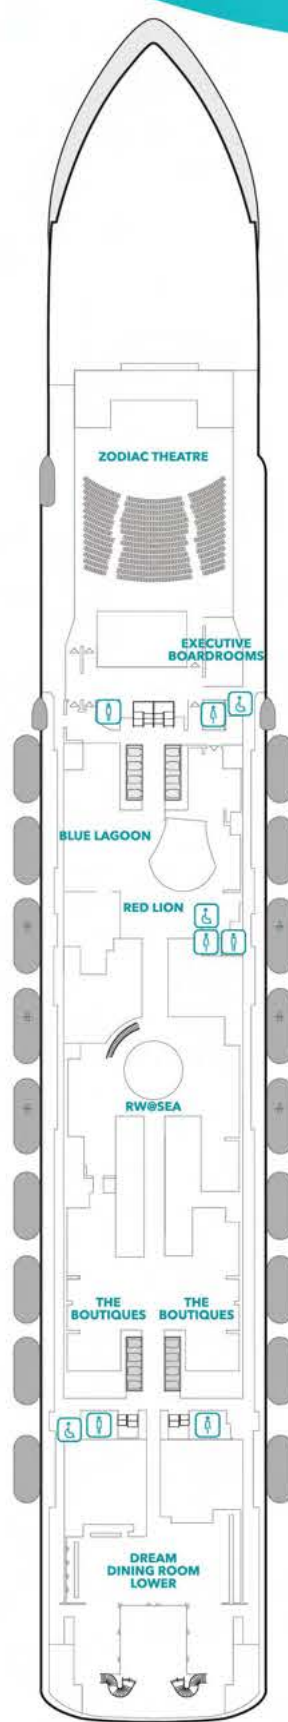 ZODIAC THEATRE
EXECUTIVE
BOARDROOMS
BLUE LAGOON
RED LION
RW@SEA
THE
BOUTIQUES
THE
BOUTIQUES
DREAM
DINING ROOM
LOWER